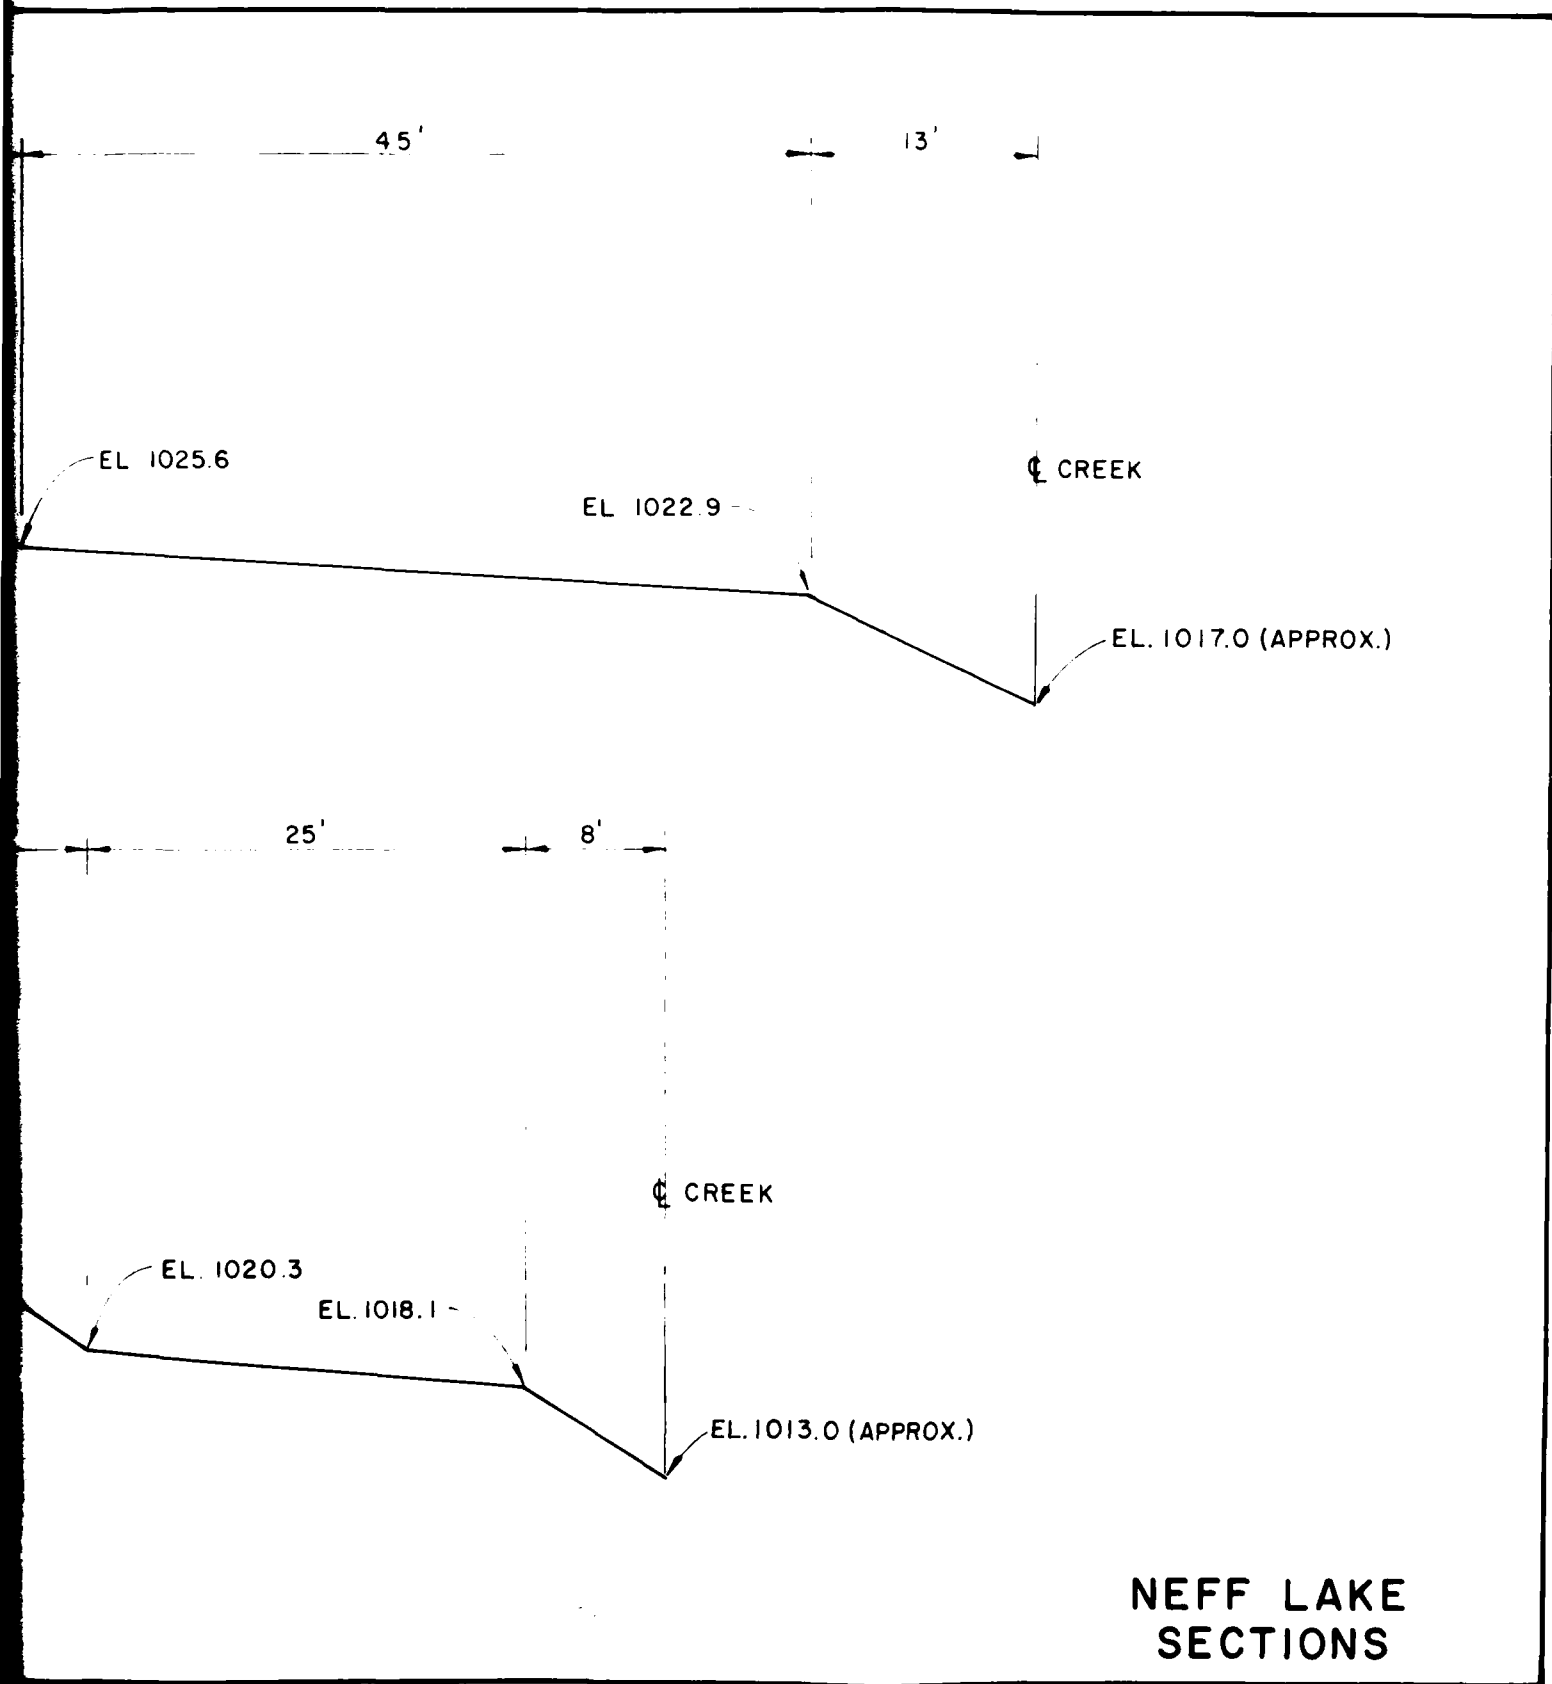 45'
13'
EL 1025.6
℄ CREEK
EL 1022.9
EL. 1017.0 (APPROX.)
25'
8'
℄ CREEK
EL. 1020.3
EL. 1018.1
EL. 1013.0 (APPROX.)
NEFF LAKE
SECTIONS